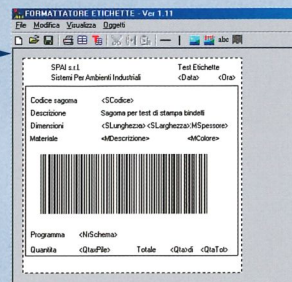 FORMATTATORE ETICHETTE - Ver 1.11
File Modifica Visualizza Oggetti
abc
SPAI s.r.l. Test Etichette
Sistemi Per Ambienti Industriali <Data> <Ora>
Codice sagoma <SCodice>
Descrizione Sagoma per test di stampa bindelli
Dimensioni <SLunghezza> <SLarghezza> <MSpessore>
Materiale <MDescrizione> <MColore>
Programma <NrSchema>
Quantita <QtaxPile> Totale <Qta>di <QtaTot>